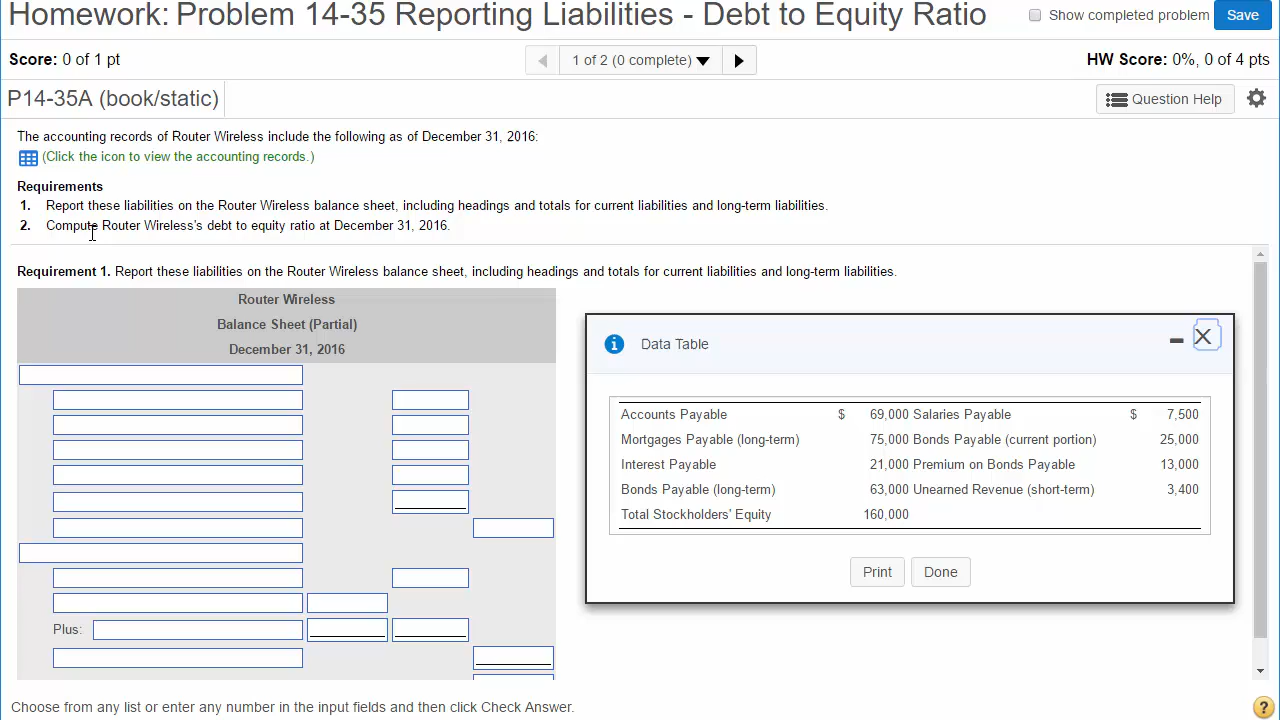 Homework: Problem 14-35 Reporting Liabilities - Debt to Equity Ratio
Show completed problem
Save
Score: 0 of 1 pt
1 of 2 (0 complete)
HW Score: 0%, 0 of 4 pts
P14-35A (book/static)
Question Help
The accounting records of Router Wireless include the following as of December 31, 2016:
(Click the icon to view the accounting records.)
Requirements
1. Report these liabilities on the Router Wireless balance sheet, including headings and totals for current liabilities and long-term liabilities.
2. Compute Router Wireless's debt to equity ratio at December 31, 2016.
Requirement 1. Report these liabilities on the Router Wireless balance sheet, including headings and totals for current liabilities and long-term liabilities.
Router Wireless
Balance Sheet (Partial)
December 31, 2016
Plus:
Data Table
Accounts Payable $ 69,000 Salaries Payable $ 7,500
Mortgages Payable (long-term) 75,000 Bonds Payable (current portion) 25,000
Interest Payable 21,000 Premium on Bonds Payable 13,000
Bonds Payable (long-term) 63,000 Unearned Revenue (short-term) 3,400
Total Stockholders' Equity 160,000
Print
Done
Choose from any list or enter any number in the input fields and then click Check Answer.
?